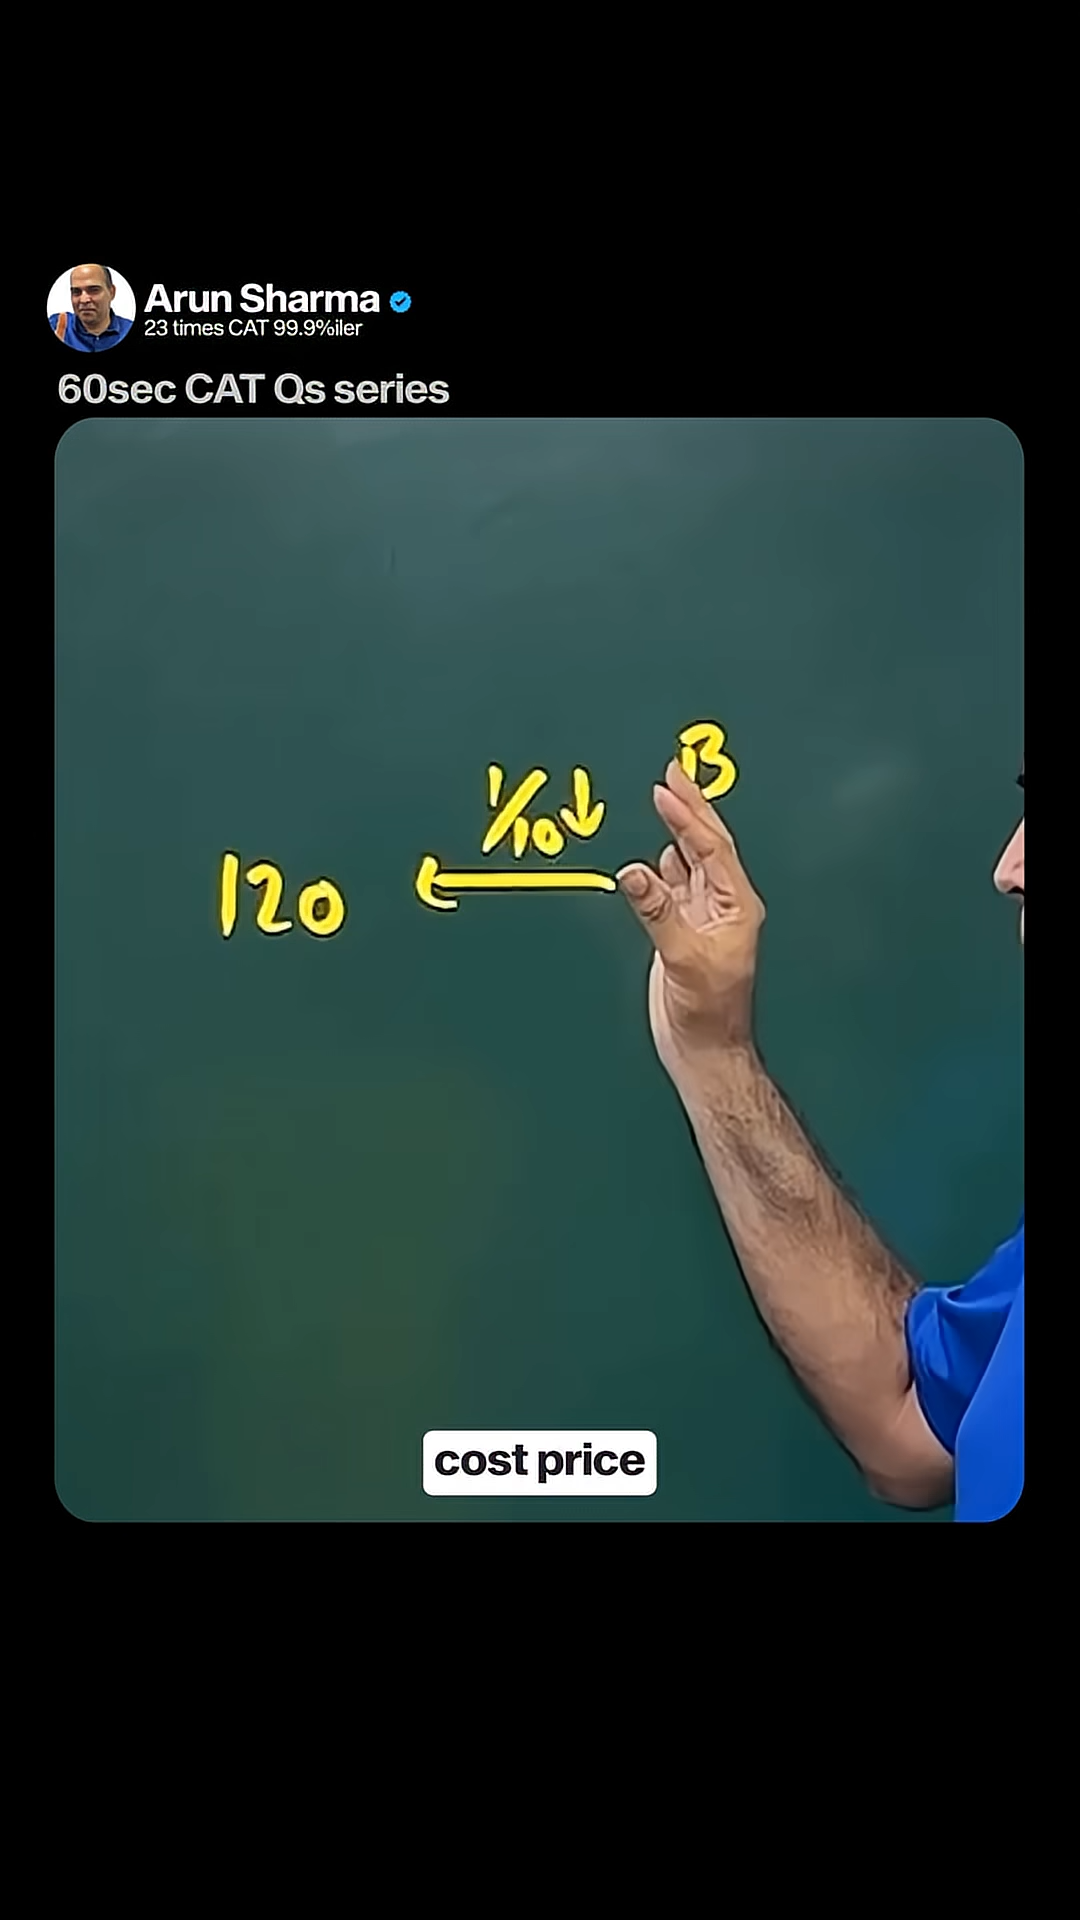 Arun Sharma
23 times CAT 99.9%iler
60sec CAT Qs series
B
1/10↓
120 ←
cost price